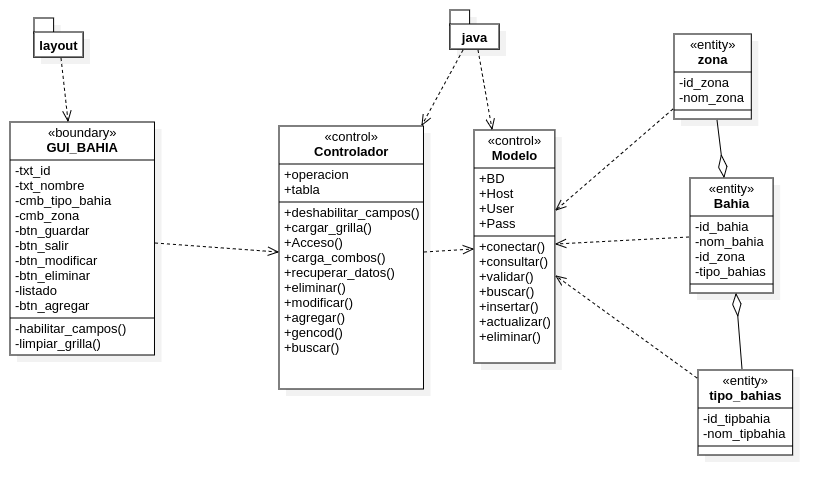 layout
java
«boundary»
GUI_BAHIA
-txt_id
-txt_nombre
-cmb_tipo_bahia
-cmb_zona
-btn_guardar
-btn_salir
-btn_modificar
-btn_eliminar
-listado
-btn_agregar
-habilitar_campos()
-limpiar_grilla()
«control»
Controlador
+operacion
+tabla
+deshabilitar_campos()
+cargar_grilla()
+Acceso()
+carga_combos()
+recuperar_datos()
+eliminar()
+modificar()
+agregar()
+gencod()
+buscar()
«control»
Modelo
+BD
+Host
+User
+Pass
+conectar()
+consultar()
+validar()
+buscar()
+insertar()
+actualizar()
+eliminar()
«entity»
zona
-id_zona
-nom_zona
«entity»
Bahia
-id_bahia
-nom_bahia
-id_zona
-tipo_bahias
«entity»
tipo_bahias
-id_tipbahia
-nom_tipbahia